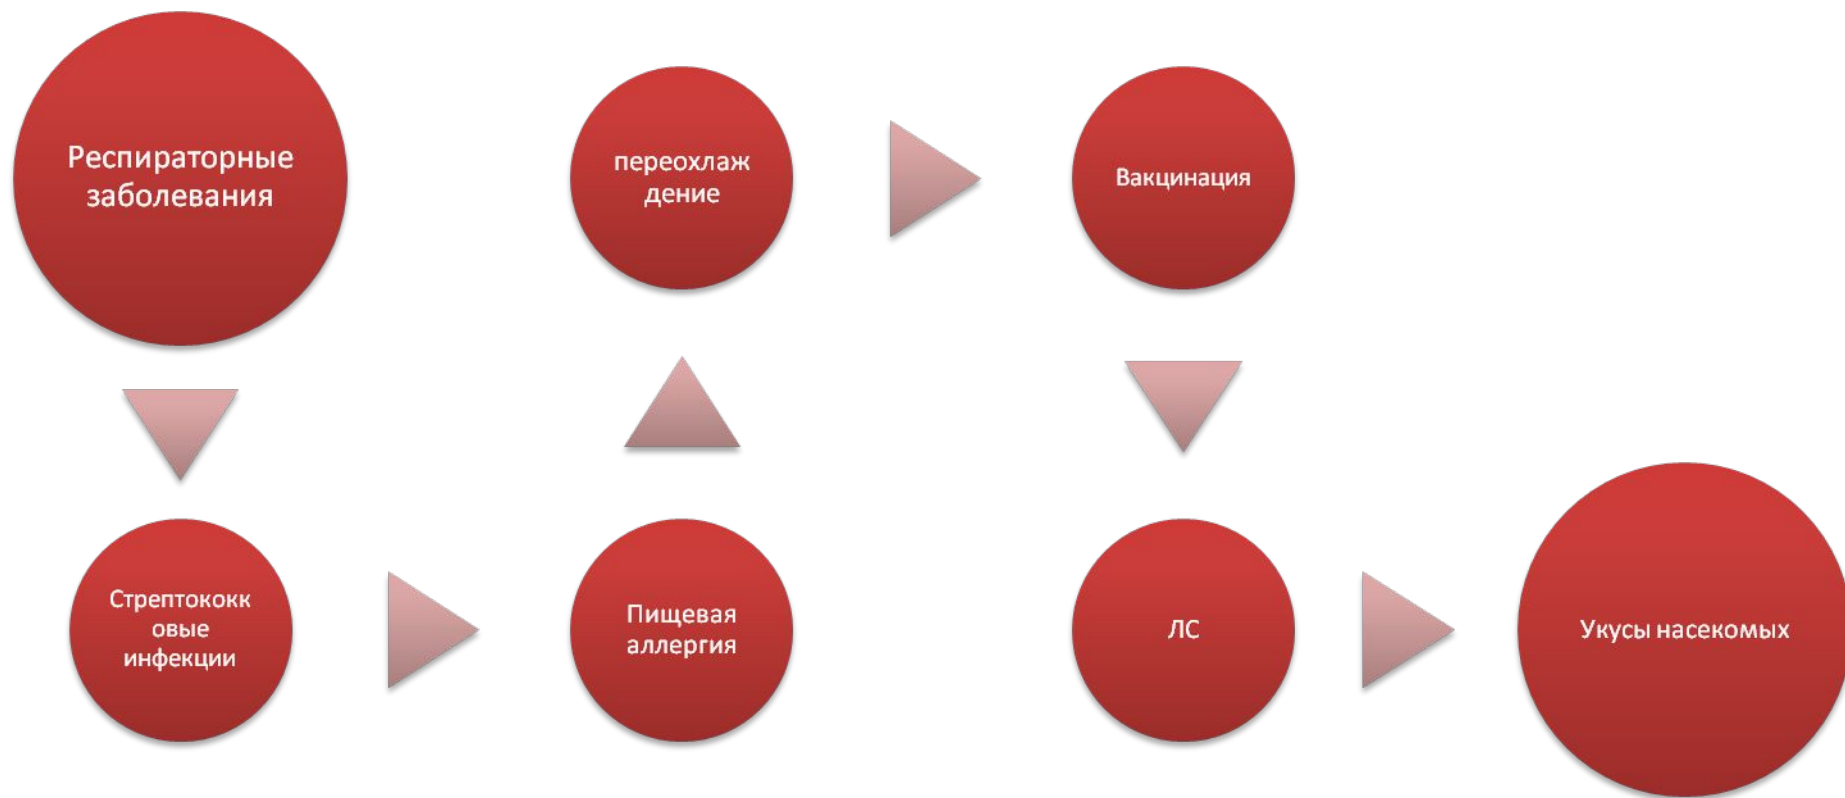 Респираторные
заболевания
Стрептококк
овые
инфекции
Пищевая
аллергия
переохлаж
дение
Вакцинация
ЛС
Укусы насекомых